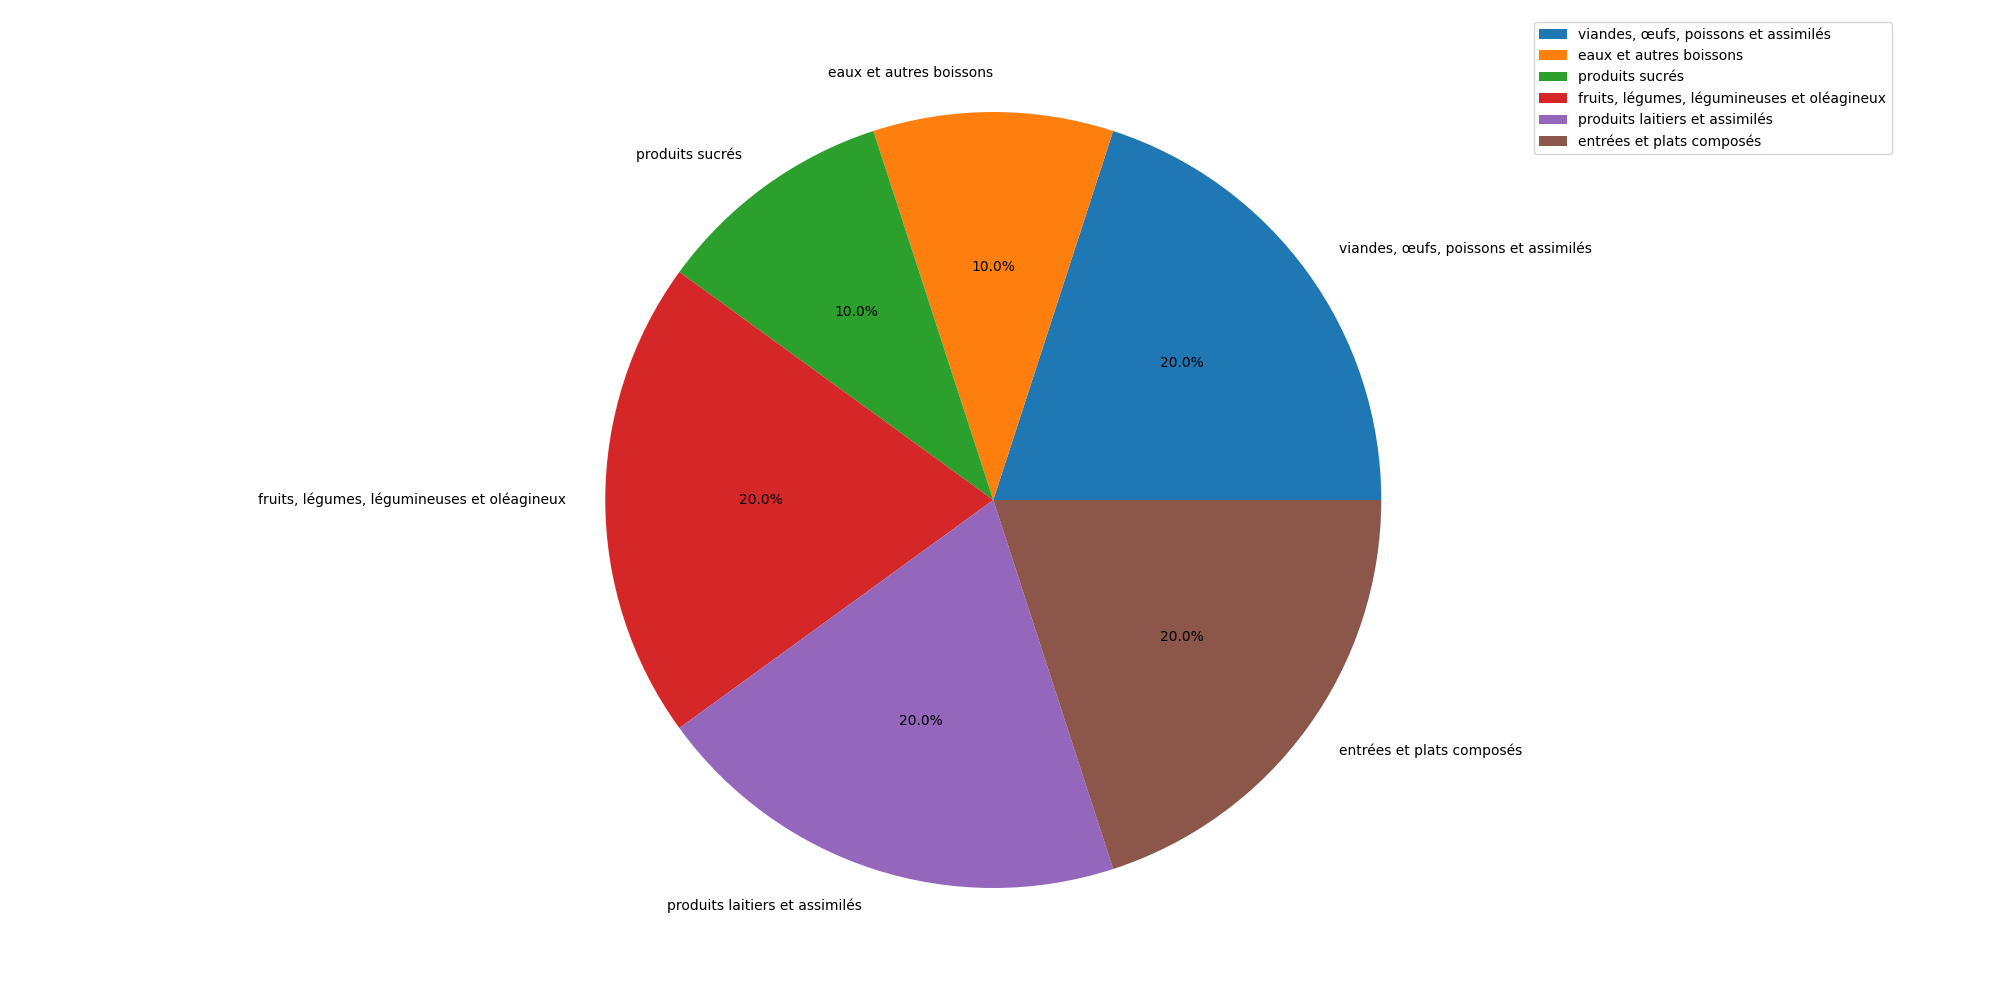 viandes, œufs, poissons et assimilés
eaux et autres boissons
produits sucrés
fruits, légumes, légumineuses et oléagineux
produits laitiers et assimilés
entrées et plats composés
eaux et autres boissons
produits sucrés
viandes, œufs, poissons et assimilés
10.0%
10.0%
20.0%
fruits, légumes, légumineuses et oléagineux
20.0%
20.0%
20.0%
entrées et plats composés
produits laitiers et assimilés